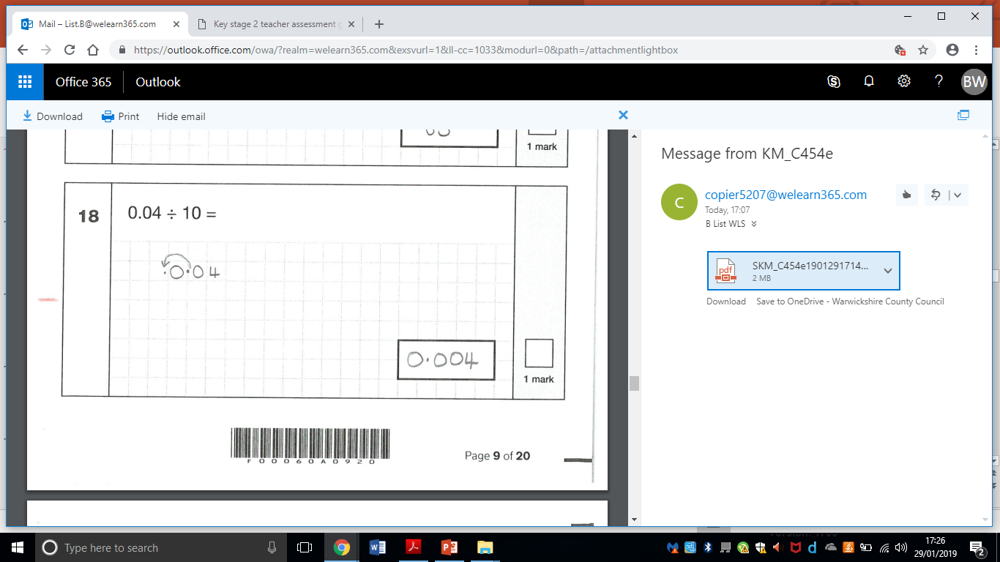 Mail – List.B@welearn365.com
Key stage 2 teacher assessment g
https://outlook.office.com/owa/?realm=welearn365.com&exsvurl=1&ll-cc=1033&modurl=0&path=/attachmentlightbox
Office 365
Outlook
BW
Download
Print
Hide email
1 mark
18
0.04 ÷ 10 =
.0.04
0.004
1 mark
F00060A0920
Page 9 of 20
Message from KM_C454e
C
copier5207@welearn365.com
Today, 17:07
B List WLS
pdf
SKM_C454e1901291714...
2 MB
Download
Save to OneDrive - Warwickshire County Council
Type here to search
17:26
29/01/2019
2